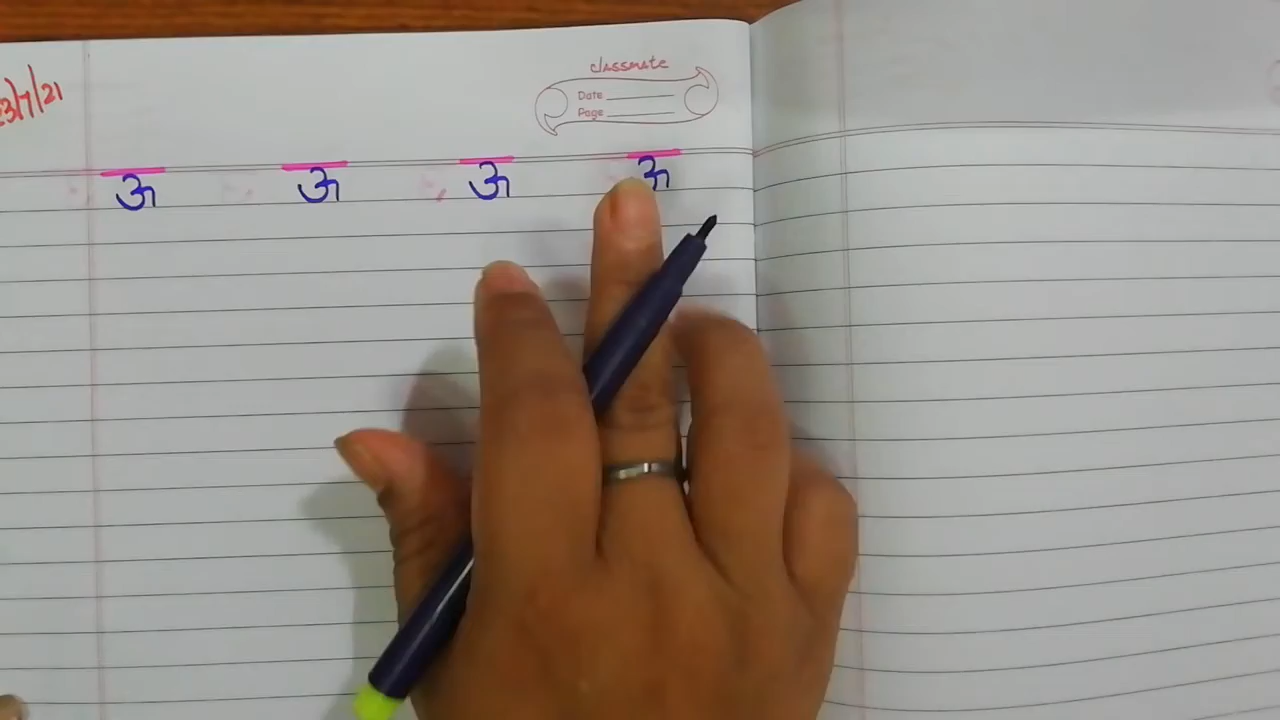 classmate
Date
Page
23/7/21
अ अ अ अ